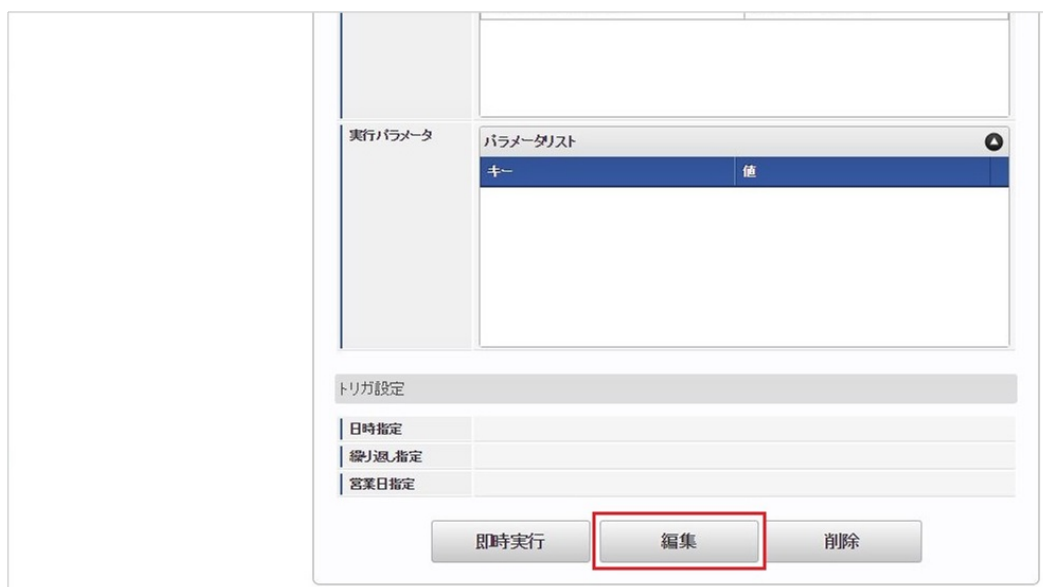 実行パラメータ
パラメータリスト
キー 値
トリガ設定
日時指定
繰り返し指定
営業日指定
即時実行 編集 削除